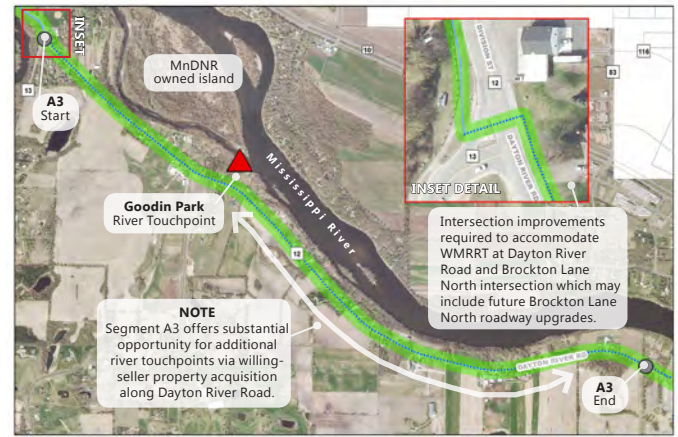 INSET
A3
Start
13
MnDNR
owned island
10
Mississippi River
Goodin Park
River Touchpoint
12
NOTE
Segment A3 offers substantial
opportunity for additional
river touchpoints via willing-
seller property acquisition
along Dayton River Road.
DIVISION ST
12
13
DAYTON RIVER RD
INSET DETAIL
116
83
Intersection improvements
required to accommodate
WMRRT at Dayton River
Road and Brockton Lane
North intersection which may
include future Brockton Lane
North roadway upgrades.
DAYTON RIVER RD
A3
End